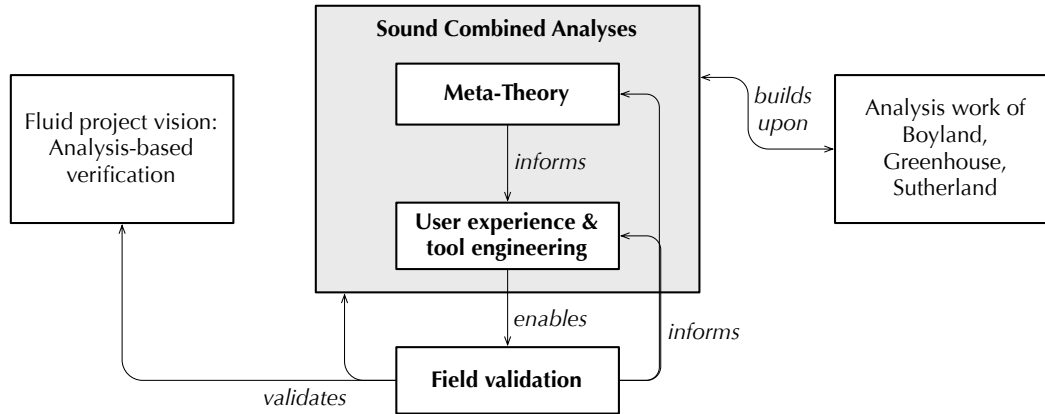 Sound Combined Analyses
Meta-Theory
informs
User experience &
tool engineering
enables
Field validation
informs
validates
Fluid project vision:
Analysis-based
verification
builds
upon
Analysis work of
Boyland,
Greenhouse,
Sutherland